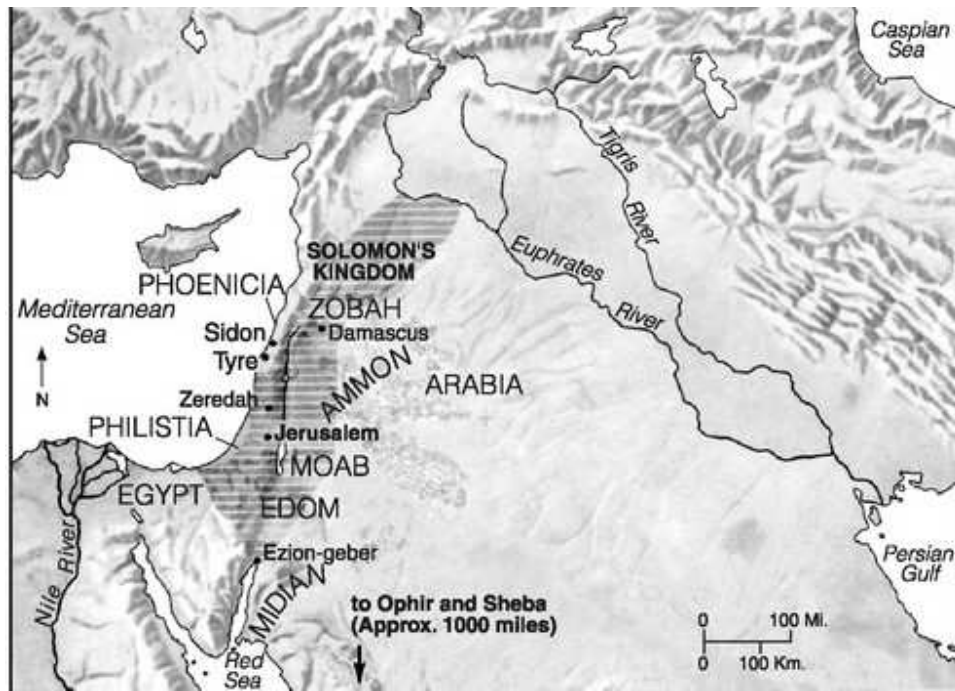 Caspian
Sea
Tigris
River
SOLOMON'S
KINGDOM
Euphrates
River
PHOENICIA
ZOBAH
Mediterranean
Sea
Sidon
Damascus
Tyre
N
AMMON
ARABIA
Zeredah
PHILISTIA
Jerusalem
MOAB
EGYPT
EDOM
Nile River
Ezion-geber
MIDIAN
Persian
Gulf
to Ophir and Sheba
(Approx. 1000 miles)
0 100 Mi.
0 100 Km.
Red
Sea